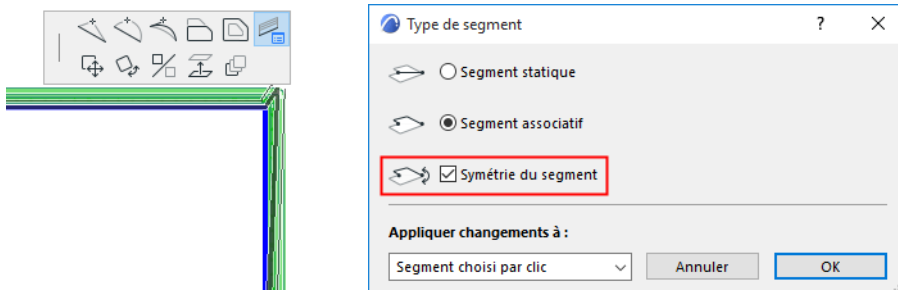 Type de segment
?
Segment statique
Segment associatif
Symétrie du segment
Appliquer changements à :
Segment choisi par clic
Annuler
OK